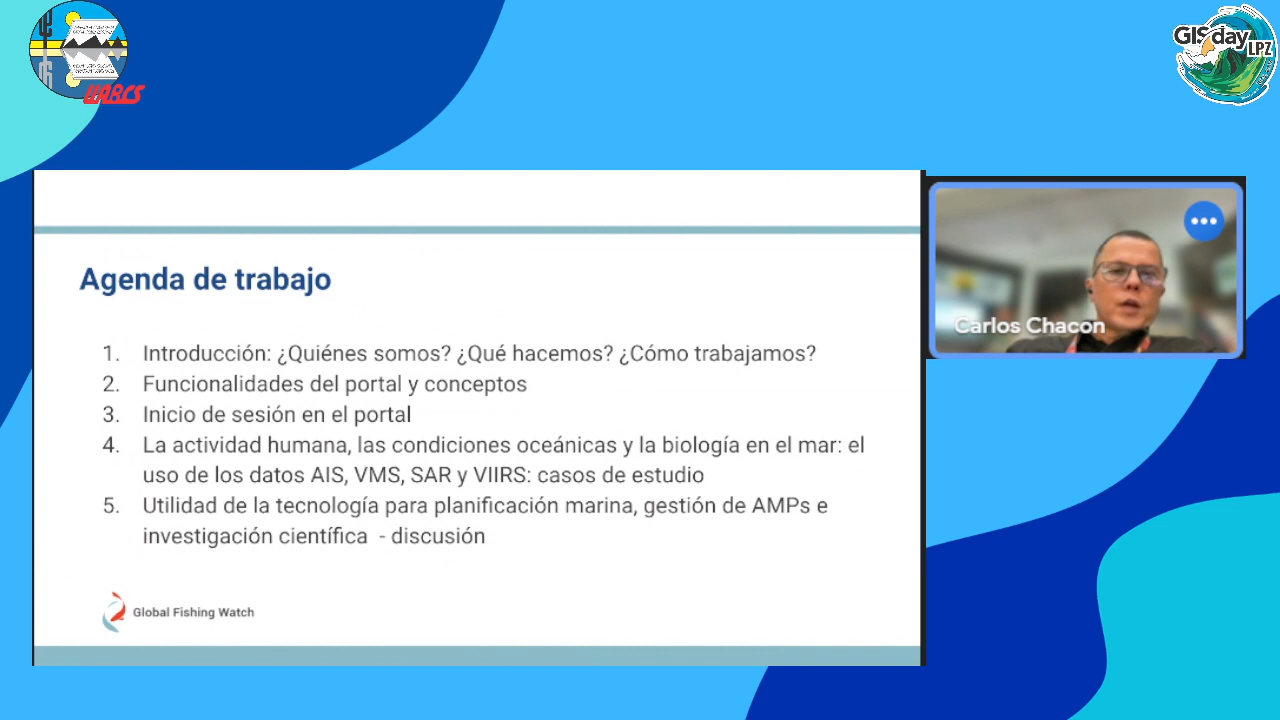 UABCS
GISday
LPZ
Agenda de trabajo
1. Introducción: ¿Quiénes somos? ¿Qué hacemos? ¿Cómo trabajamos?
2. Funcionalidades del portal y conceptos
3. Inicio de sesión en el portal
4. La actividad humana, las condiciones oceánicas y la biología en el mar: el
uso de los datos AIS, VMS, SAR y VIIRS: casos de estudio
5. Utilidad de la tecnología para planificación marina, gestión de AMPs e
investigación científica - discusión
Global Fishing Watch
Carlos Chacon